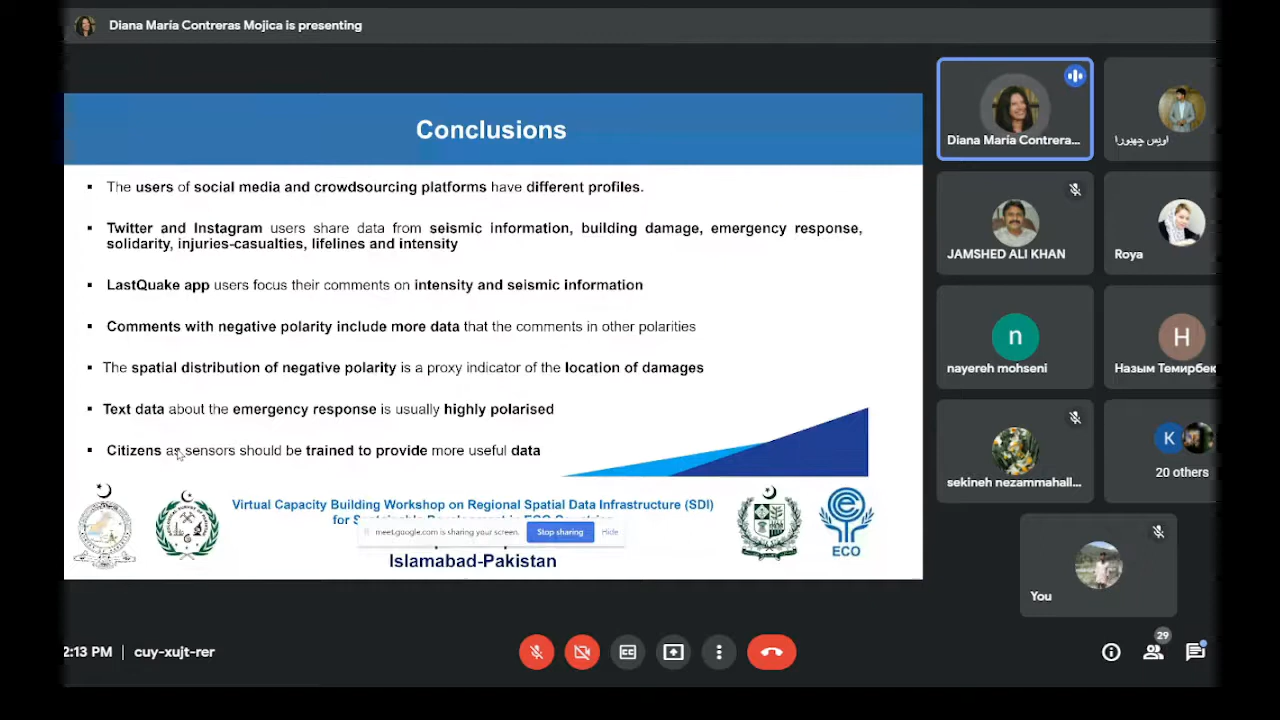 Diana María Contreras Mojica is presenting
Conclusions
▪ The users of social media and crowdsourcing platforms have different profiles.
▪ Twitter and Instagram users share data from seismic information, building damage, emergency response,
solidarity, injuries-casualties, lifelines and intensity
▪ LastQuake app users focus their comments on intensity and seismic information
▪ Comments with negative polarity include more data that the comments in other polarities
▪ The spatial distribution of negative polarity is a proxy indicator of the location of damages
▪ Text data about the emergency response is usually highly polarised
▪ Citizens as sensors should be trained to provide more useful data
Virtual Capacity Building Workshop on Regional Spatial Data Infrastructure (SDI)
for
meet.google.com is sharing your screen.
Stop sharing
Hide
Islamabad-Pakistan
ECO
Diana María Contrera...
اویس چھپورا
JAMSHED ALI KHAN
Roya
n
nayereh mohseni
Н
Назым Темирбек
sekineh nezammahall...
K
20 others
You
2:13 PM | cuy-xujt-rer
CC
29